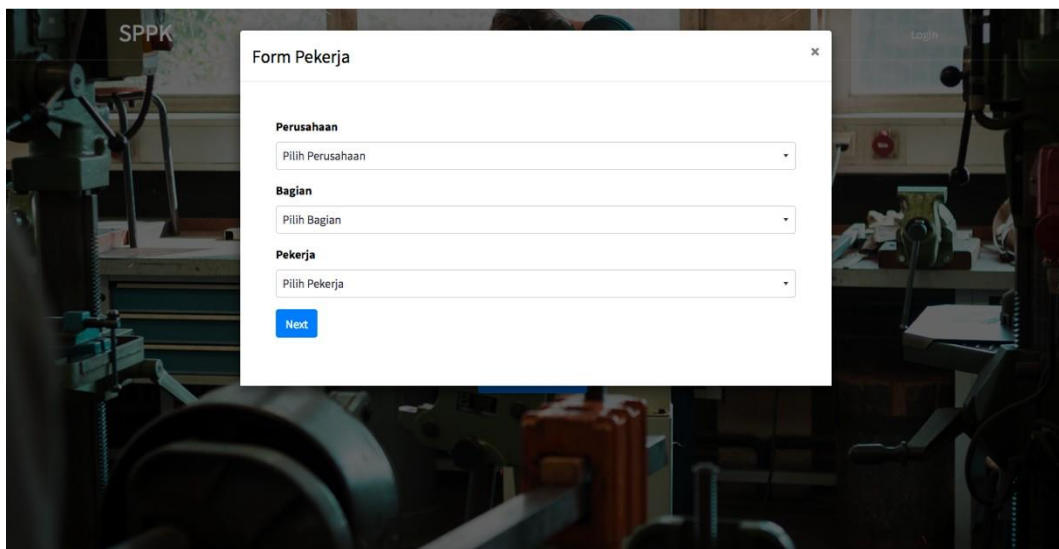 SPPK
Login
Form Pekerja
×
Perusahaan
Pilih Perusahaan
Bagian
Pilih Bagian
Pekerja
Pilih Pekerja
Next